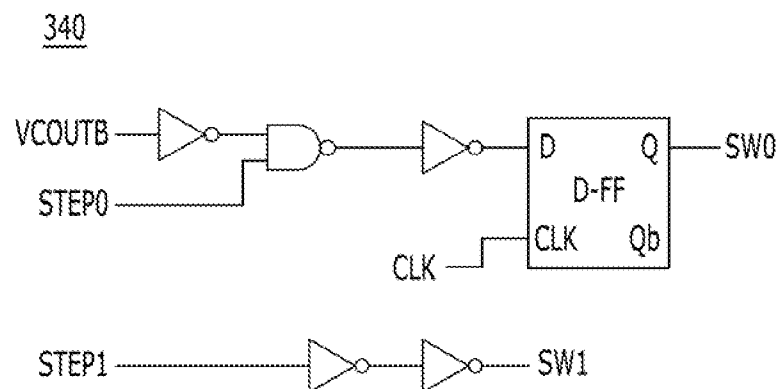 340
VCOUTB
STEP0
D Q
D-FF
CLK Qb
SW0
CLK
STEP1
SW1